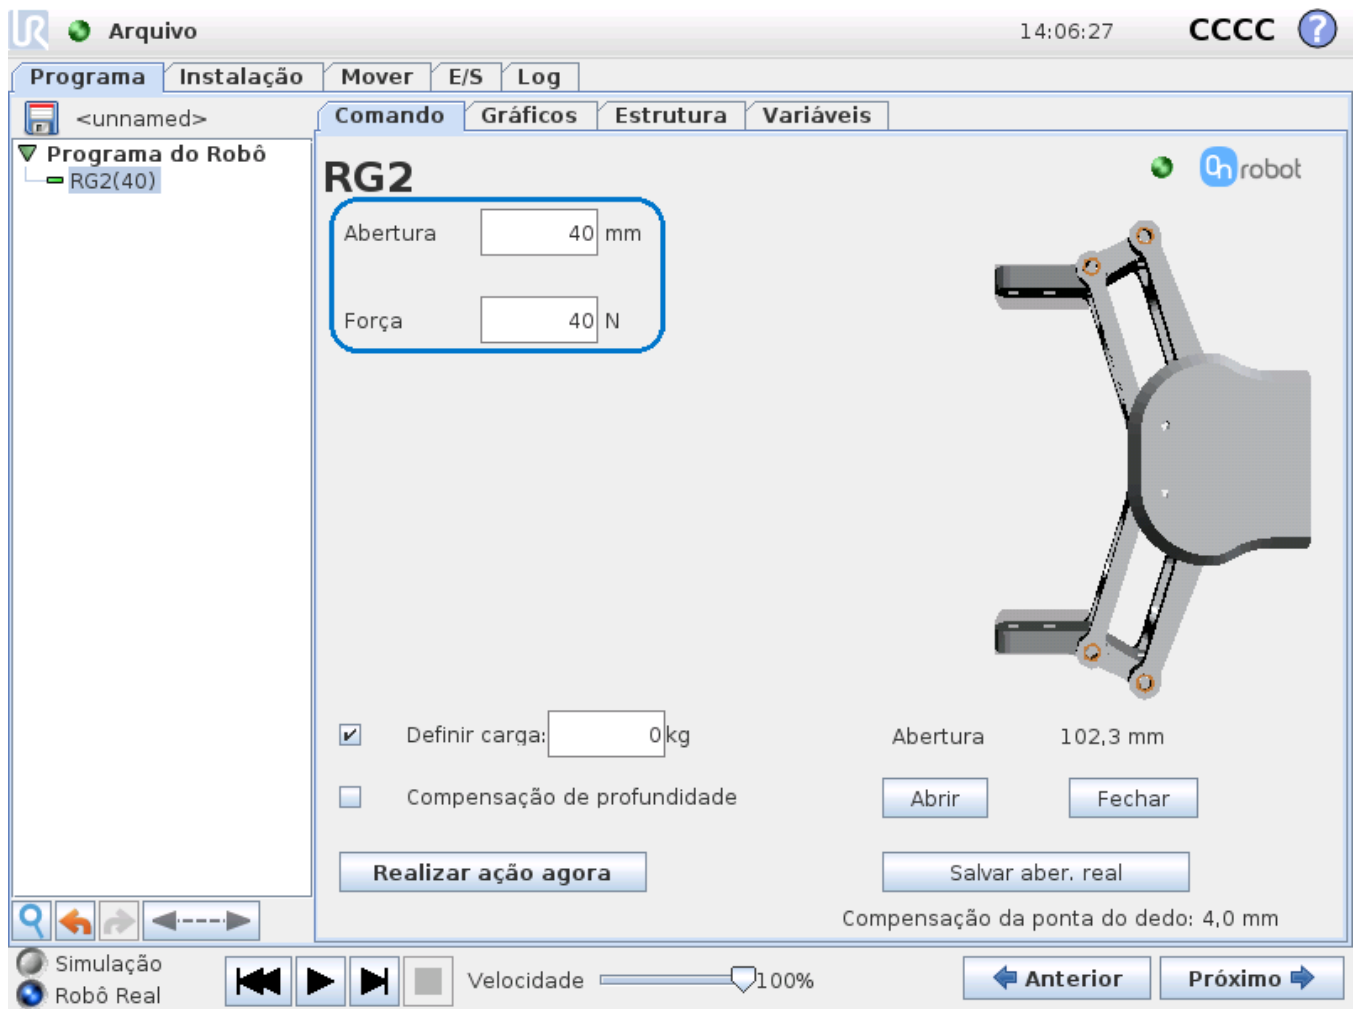 UR Arquivo 14:06:27 CCCC ?
Programa Instalação Mover E/S Log
<unnamed> Comando Gráficos Estrutura Variáveis
Programa do Robô
RG2(40)
RG2
On robot
Abertura 40 mm
Força 40 N
Definir carga: 0 kg
Abertura 102,3 mm
Compensação de profundidade
Abrir Fechar
Realizar ação agora
Salvar aber. real
Compensação da ponta do dedo: 4,0 mm
Simulação
Robô Real
Velocidade 100%
Anterior Próximo